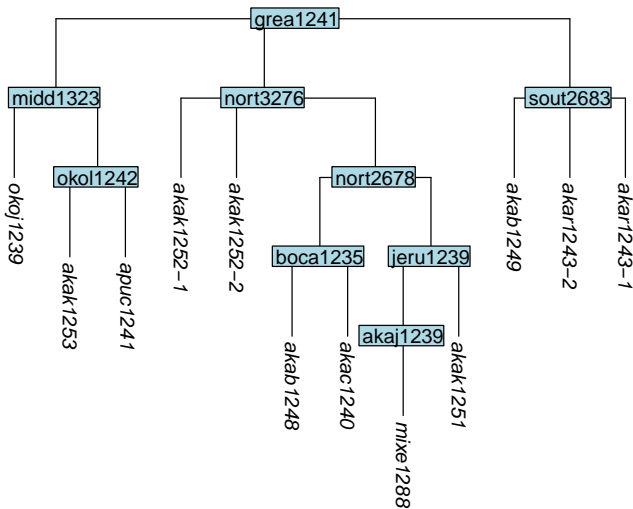 grea1241
midd1323
nort3276
sout2683
okol1242
nort2678
okoj1239
akak1252−1
akak1252−2
akab1249
akar1243−2
akar1243−1
boca1235
jeru1239
akak1253
apuc1241
akaj1239
akab1248
akac1240
akak1251
mixe1288